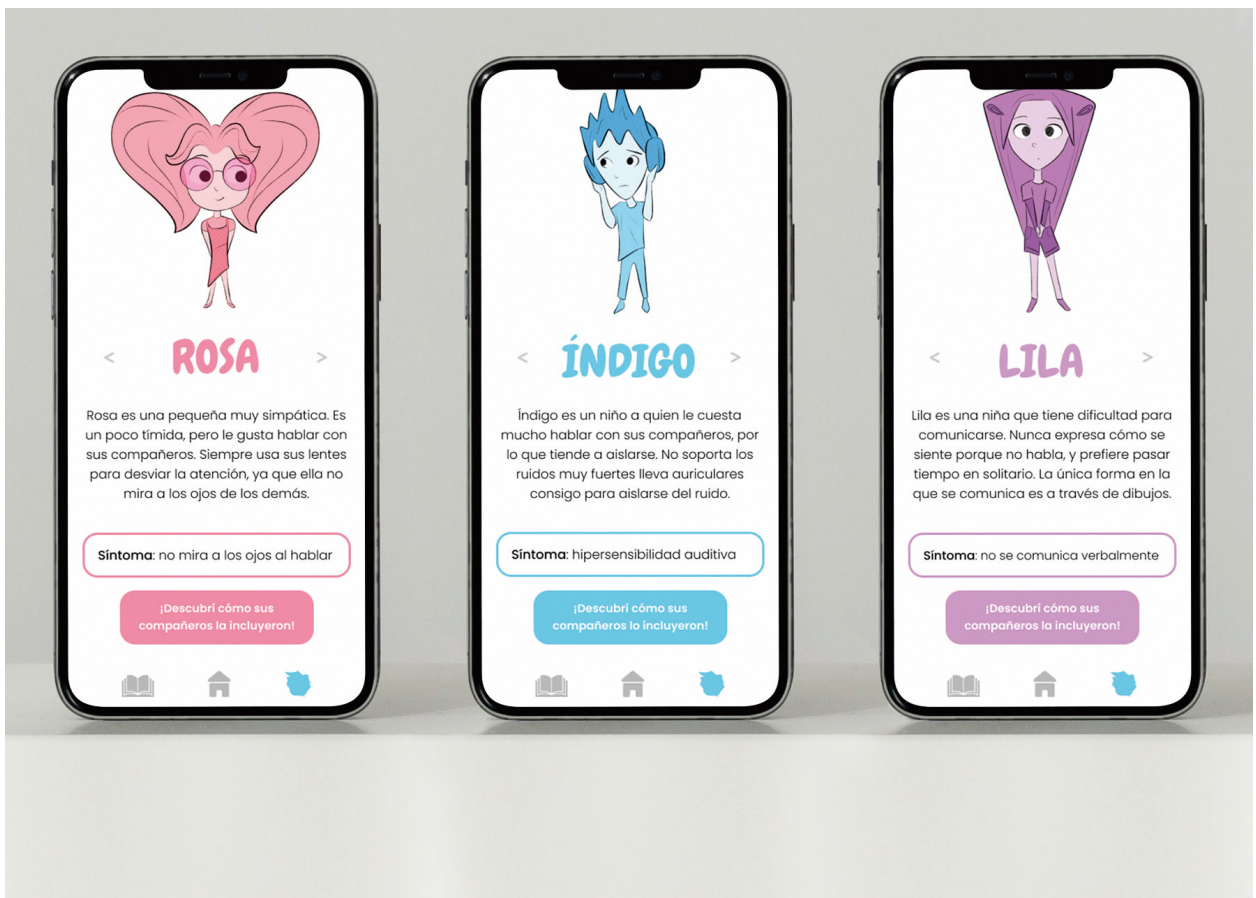 ROSA
Rosa es una pequeña muy simpática. Es
un poco tímida, pero le gusta hablar con
sus compañeros. Siempre usa sus lentes
para desviar la atención, ya que ella no
mira a los ojos de los demás.
Síntoma: no mira a los ojos al hablar
¡Descubrí cómo sus
compañeros la incluyeron!
ÍNDIGO
Índigo es un niño a quien le cuesta
mucho hablar con sus compañeros, por
lo que tiende a aislarse. No soporta los
ruidos muy fuertes lleva auriculares
consigo para aislarse del ruido.
Síntoma: hipersensibilidad auditiva
¡Descubrí cómo sus
compañeros lo incluyeron!
LILA
Lila es una niña que tiene dificultad para
comunicarse. Nunca expresa cómo se
siente porque no habla, y prefiere pasar
tiempo en solitario. La única forma en la
que se comunica es a través de dibujos.
Síntoma: no se comunica verbalmente
¡Descubrí cómo sus
compañeros la incluyeron!